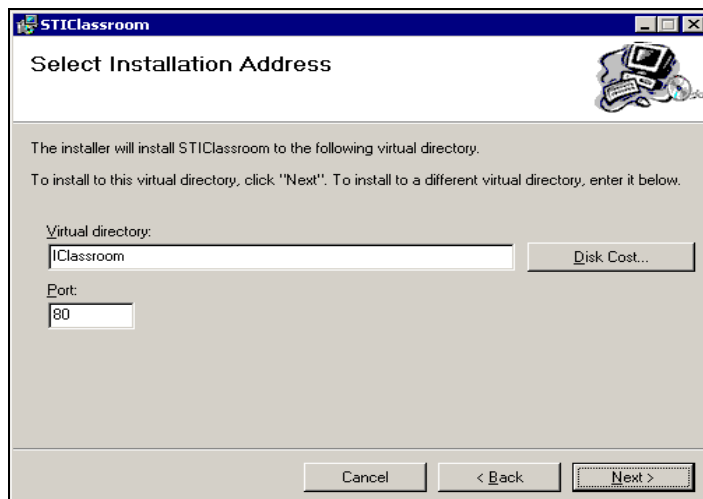 STIClassroom
Select Installation Address
The installer will install STIClassroom to the following virtual directory.
To install to this virtual directory, click "Next". To install to a different virtual directory, enter it below.
Virtual directory:
IClassroom
Disk Cost...
Port:
80
Cancel
< Back
Next >